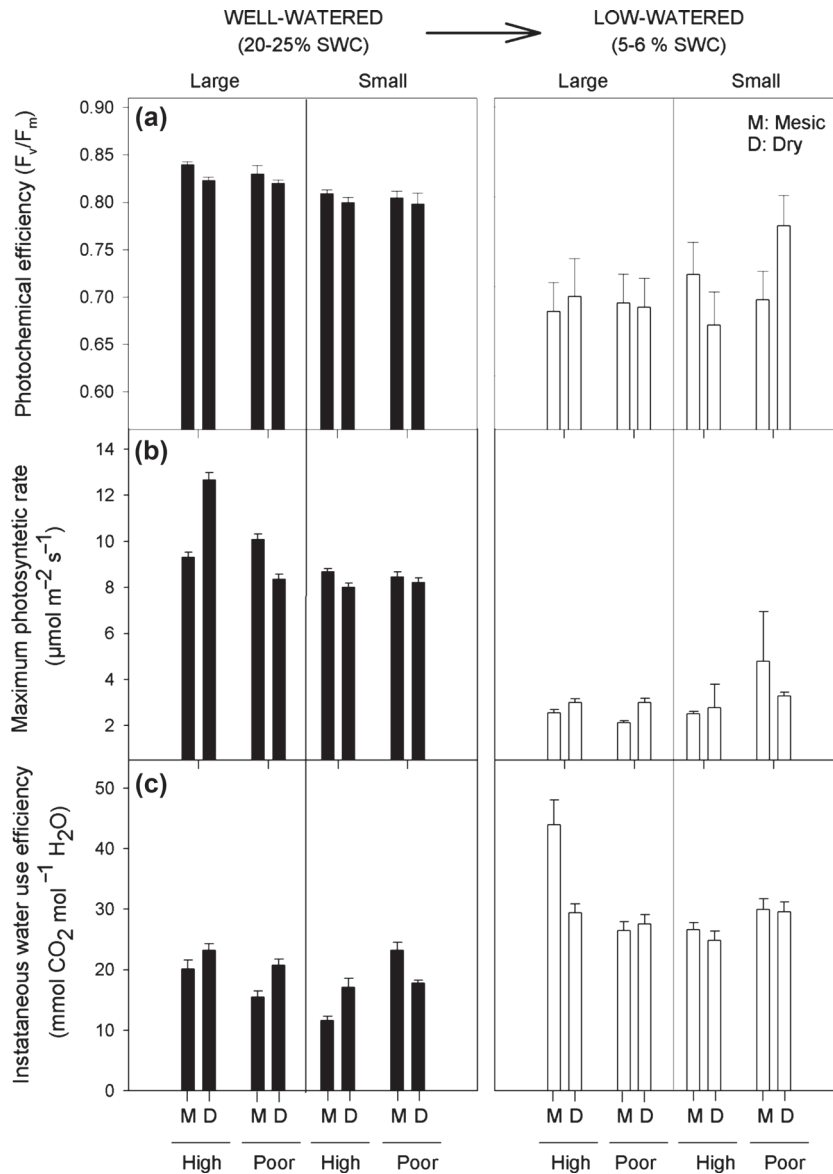 WELL-WATERED
(20-25% SWC)
LOW-WATERED
(5-6 % SWC)
Large
Small
Large
Small
(a)
M: Mesic
D: Dry
Photochemical efficiency (Fv/Fm)
0.90
0.85
0.80
0.70
0.65
0.60
(b)
Maximum photosyntetic rate
(µmol m⁻² s⁻¹)
14
12
10
8
6
4
2
(c)
Instataneous water use efficiency
(mmol CO₂ mol⁻¹ H₂O)
50
40
30
20
10
0
M D M D M D M D M D M D M D M D
High Poor High Poor High Poor High Poor